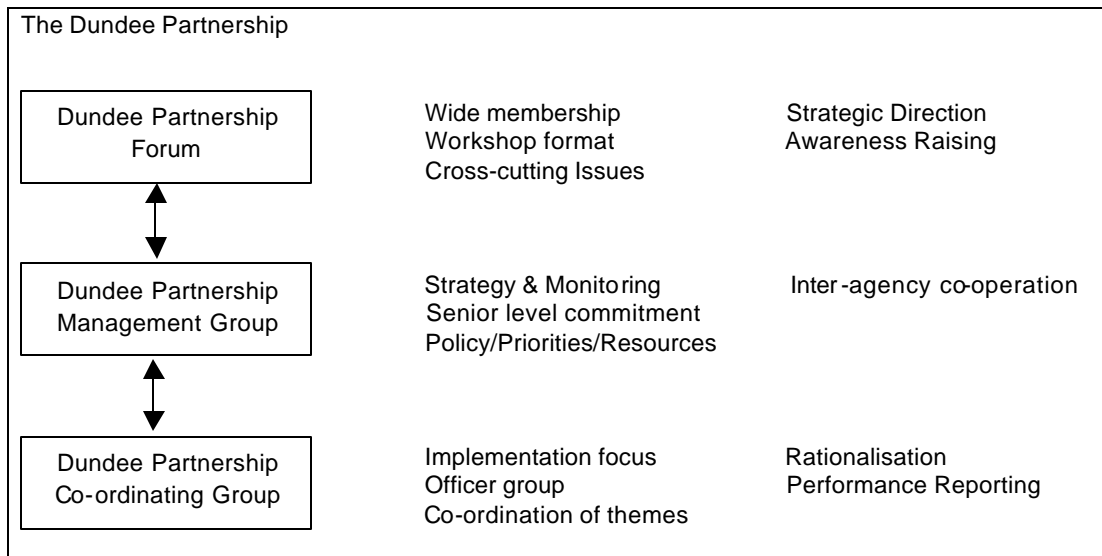 The Dundee Partnership
Dundee Partnership
Forum
Wide membership
Workshop format
Cross-cutting Issues
Strategic Direction
Awareness Raising
Dundee Partnership
Management Group
Strategy & Monitoring
Senior level commitment
Policy/Priorities/Resources
Inter-agency co-operation
Dundee Partnership
Co-ordinating Group
Implementation focus
Officer group
Co-ordination of themes
Rationalisation
Performance Reporting